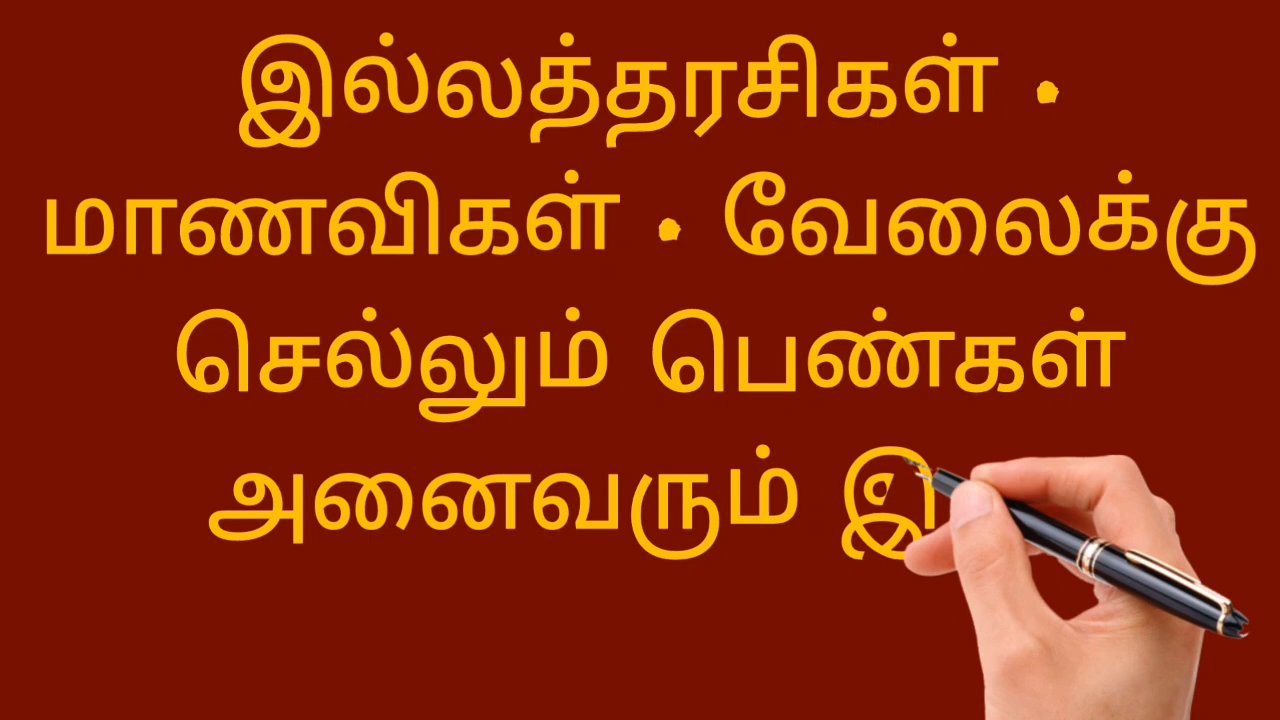 இல்லத்தரசிகள் •
மாணவிகள் • வேலைக்கு
செல்லும் பெண்கள்
அனைவரும் இ